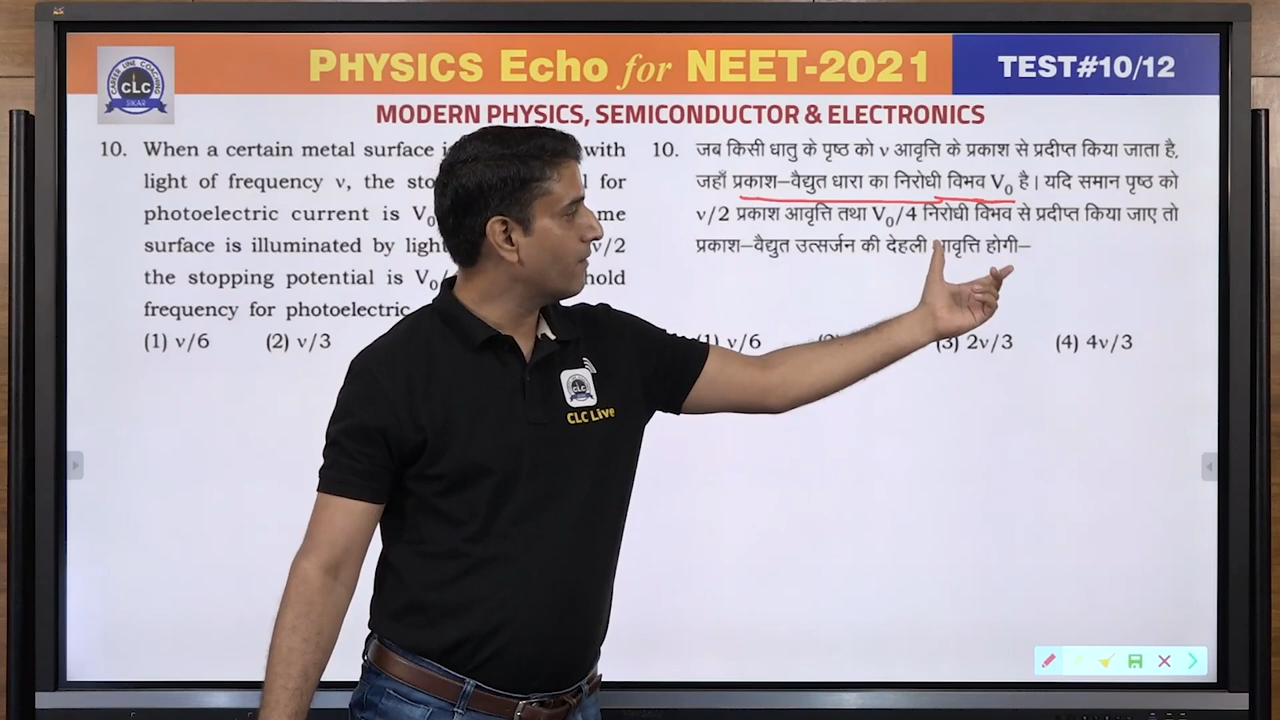 PHYSICS Echo for NEET-2021
TEST#10/12
CAREER LINE COACHING
CLC
SIKAR
MODERN PHYSICS, SEMICONDUCTOR & ELECTRONICS
10. When a certain metal surface with
light of frequency ν, the for
photoelectric current is V₀
surface is illuminated by ν/2
the stopping potential is V₀
frequency for photoelectric
(1) ν/6 (2) ν/3
10. जब किसी धातु के पृष्ठ को ν आवृत्ति के प्रकाश से प्रदीप्त किया जाता है,
जहाँ प्रकाश–वैद्युत धारा का निरोधी विभव V₀ है। यदि समान पृष्ठ को
ν/2 प्रकाश आवृत्ति तथा V₀/4 निरोधी विभव से प्रदीप्त किया जाए तो
प्रकाश–वैद्युत उत्सर्जन की देहली आवृत्ति होगी–
(1) ν/6 (3) 2ν/3 (4) 4ν/3
CLC
CLC Live